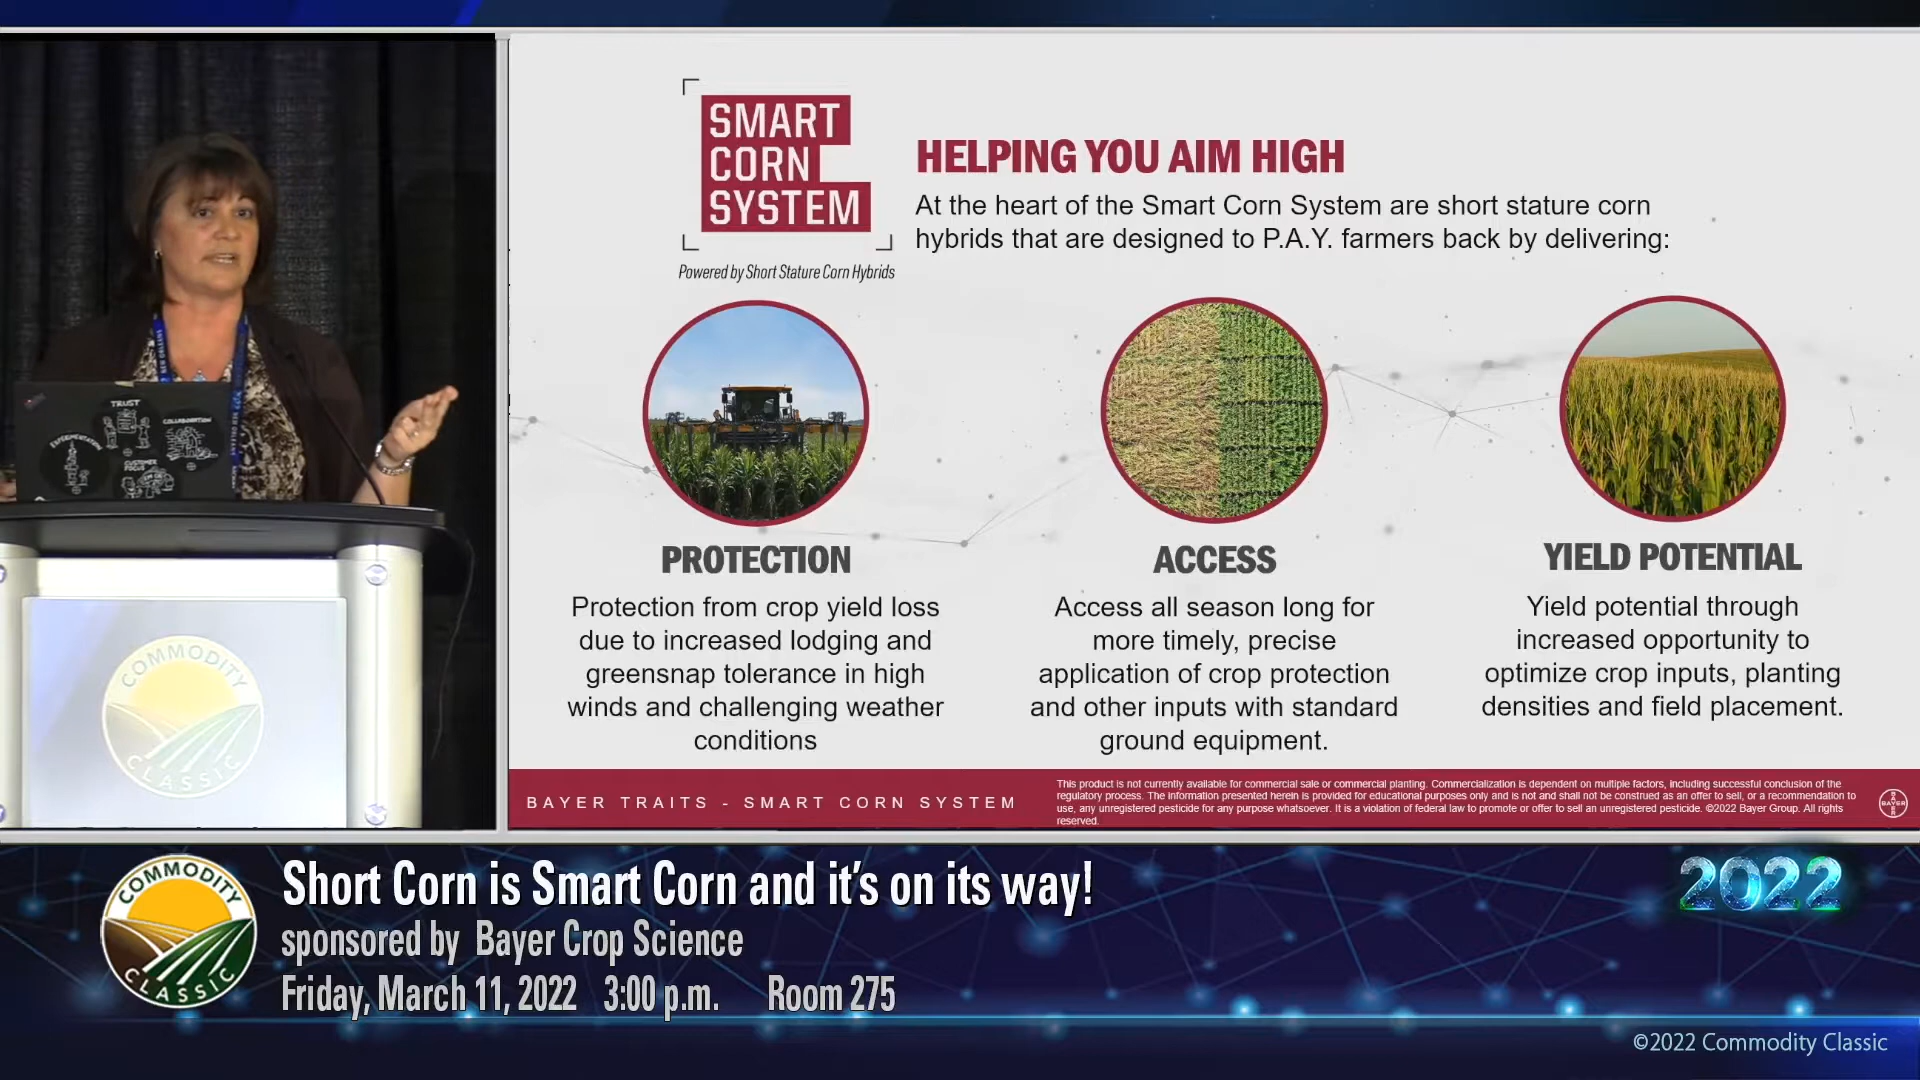 SMART
CORN
SYSTEM
Powered by Short Stature Corn Hybrids
HELPING YOU AIM HIGH
At the heart of the Smart Corn System are short stature corn
hybrids that are designed to P.A.Y. farmers back by delivering:
PROTECTION
Protection from crop yield loss
due to increased lodging and
greensnap tolerance in high
winds and challenging weather
conditions
ACCESS
Access all season long for
more timely, precise
application of crop protection
and other inputs with standard
ground equipment.
YIELD POTENTIAL
Yield potential through
increased opportunity to
optimize crop inputs, planting
densities and field placement.
BAYER TRAITS - SMART CORN SYSTEM
This product is not currently available for commercial sale or commercial planting. Commercialization is dependent on multiple factors, including successful conclusion of the
regulatory process. The information presented herein is provided for educational purposes only and is not and shall not be construed as an offer to sell, or a recommendation to
use, any unregistered pesticide for any purpose whatsoever. It is a violation of federal law to promote or offer to sell an unregistered pesticide. ©2022 Bayer Group. All rights
reserved.
BAYER
TRUST
COLLABORATION
EXPERIMENTATION
CUSTOMER
FOCUS
COMMODITY
CLASSIC
COMMODITY
CLASSIC
Short Corn is Smart Corn and it's on its way!
sponsored by Bayer Crop Science
Friday, March 11, 2022 3:00 p.m. Room 275
2022
©2022 Commodity Classic